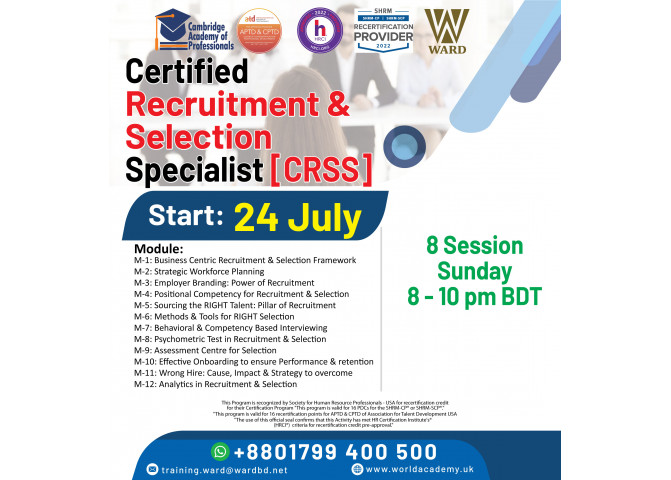 Cambridge
Academy of
Professionals
atd
APTD & CPTD
h
HRCI
HRCI.ORG
SHRM
SHRM-CP | SHRM-SCP
RECERTIFICATION
PROVIDER
2022
WARD
Certified
Recruitment &
Selection
Specialist [CRSS]
Start: 24 July
Module:
M-1: Business Centric Recruitment & Selection Framework
M-2: Strategic Workforce Planning
M-3: Employer Branding: Power of Recruitment
M-4: Positional Competency for Recruitment & Selection
M-5: Sourcing the RIGHT Talent: Pillar of Recruitment
M-6: Methods & Tools for RIGHT Selection
M-7: Behavioral & Competency Based Interviewing
M-8: Psychometric Test in Recruitment & Selection
M-9: Assessment Centre for Selection
M-10: Effective Onboarding to ensure Performance & retention
M-11: Wrong Hire: Cause, Impact & Strategy to overcome
M-12: Analytics in Recruitment & Selection
8 Session
Sunday
8 - 10 pm BDT
This Program is recognized by Society for Human Resource Professionals - USA for recertification credit
for their Certification Program "This program is valid for 16 PDCs for the SHRM-CP® or SHRM-SCP®."
"This program is valid for 16 recertification points for APTD & CPTD of Association for Talent Development USA
"The use of this official seal confirms that this Activity has met HR Certification Institute's®
(HRCI®) criteria for recertification credit pre-approval."
+8801799 400 500
training.ward@wardbd.net
www.worldacademy.uk